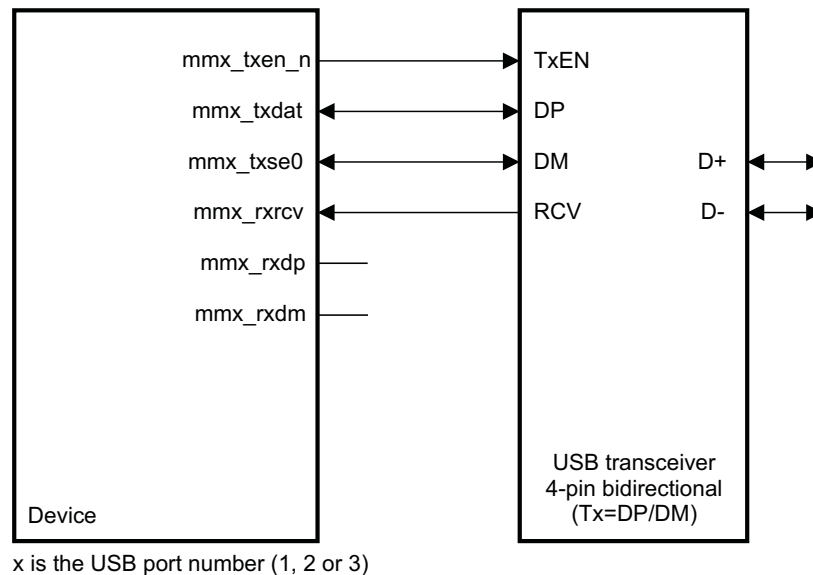 mmx_txen_n
mmx_txdat
mmx_txse0
mmx_rxrcv
mmx_rxdp
mmx_rxdm
Device
TxEN
DP
DM
RCV
D+
D-
USB transceiver
4-pin bidirectional
(Tx=DP/DM)
x is the USB port number (1, 2 or 3)